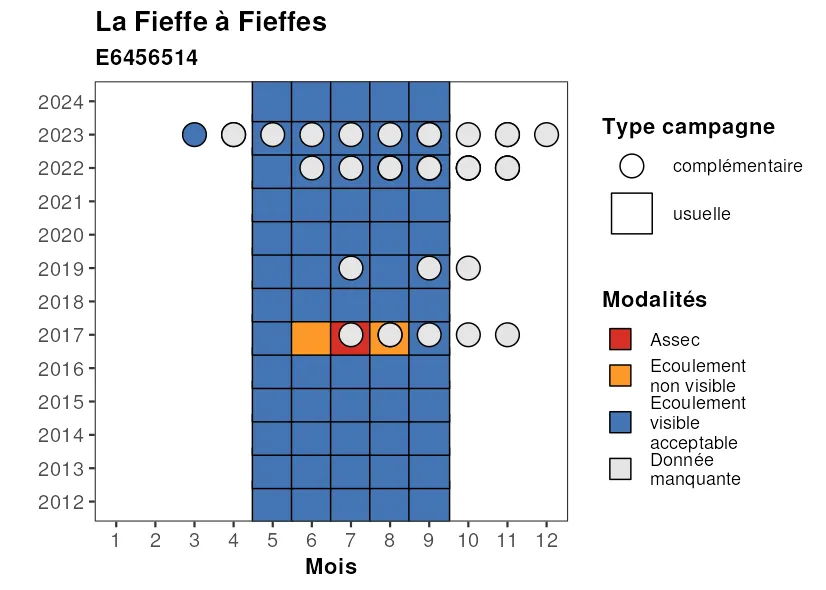 La Fieffe à Fieffes
E6456514
2024
2023
2022
2021
2020
2019
2018
2017
2016
2015
2014
2013
2012
1 2 3 4 5 6 7 8 9 10 11 12
Mois
Type campagne
complémentaire
usuelle
Modalités
Assec
Ecoulement
non visible
Ecoulement
visible
acceptable
Donnée
manquante